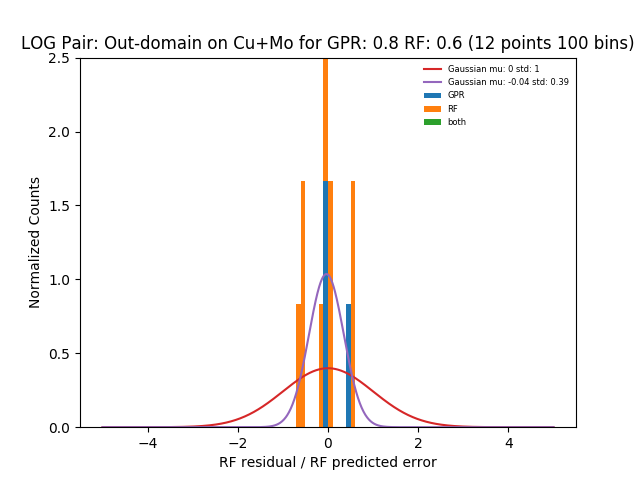 LOG Pair: Out-domain on Cu+Mo for GPR: 0.8 RF: 0.6 (12 points 100 bins)
2.5
2.0
1.5
1.0
0.5
0.0
Normalized Counts
Gaussian mu: 0 std: 1
Gaussian mu: -0.04 std: 0.39
GPR
RF
both
−4
−2
0
2
4
RF residual / RF predicted error